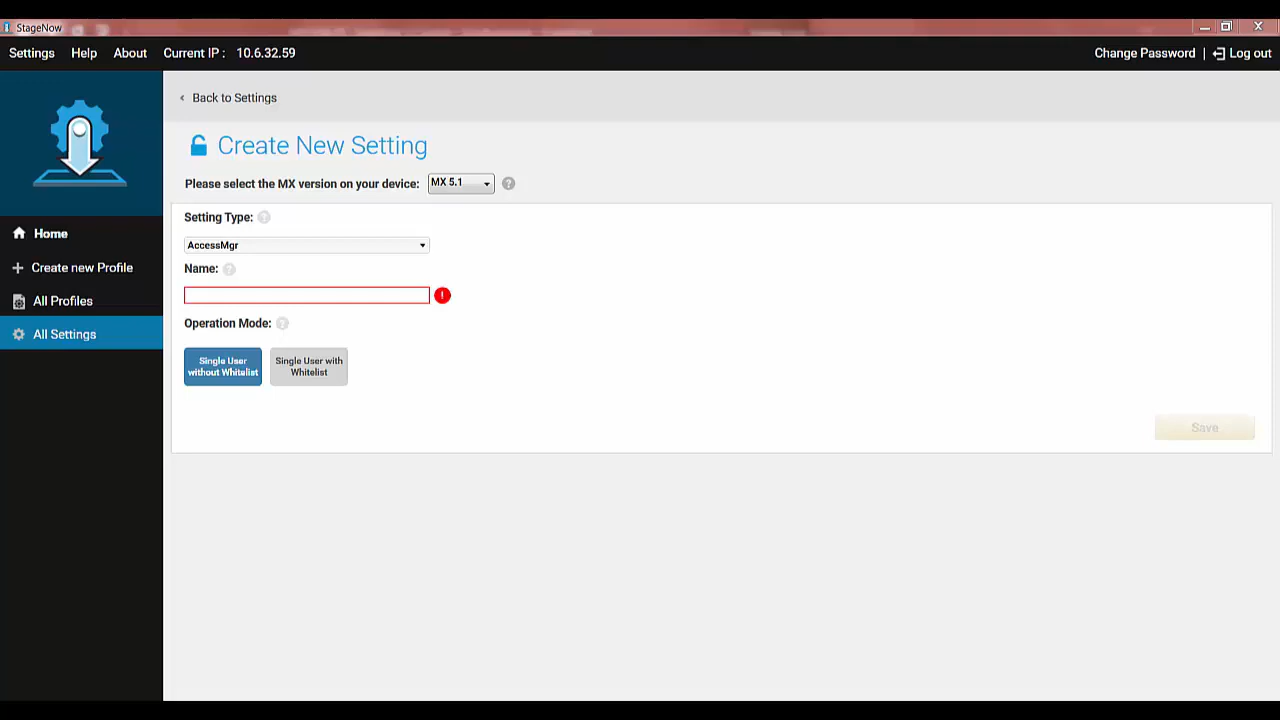 StageNow
Settings Help About Current IP : 10.6.32.59 Change Password | Log out
Back to Settings
Create New Setting
Please select the MX version on your device: MX 5.1 ?
Setting Type: ?
AccessMgr
Name: ?
!
Operation Mode: ?
Single User without Whitelist
Single User with Whitelist
Save
Home
Create new Profile
All Profiles
All Settings